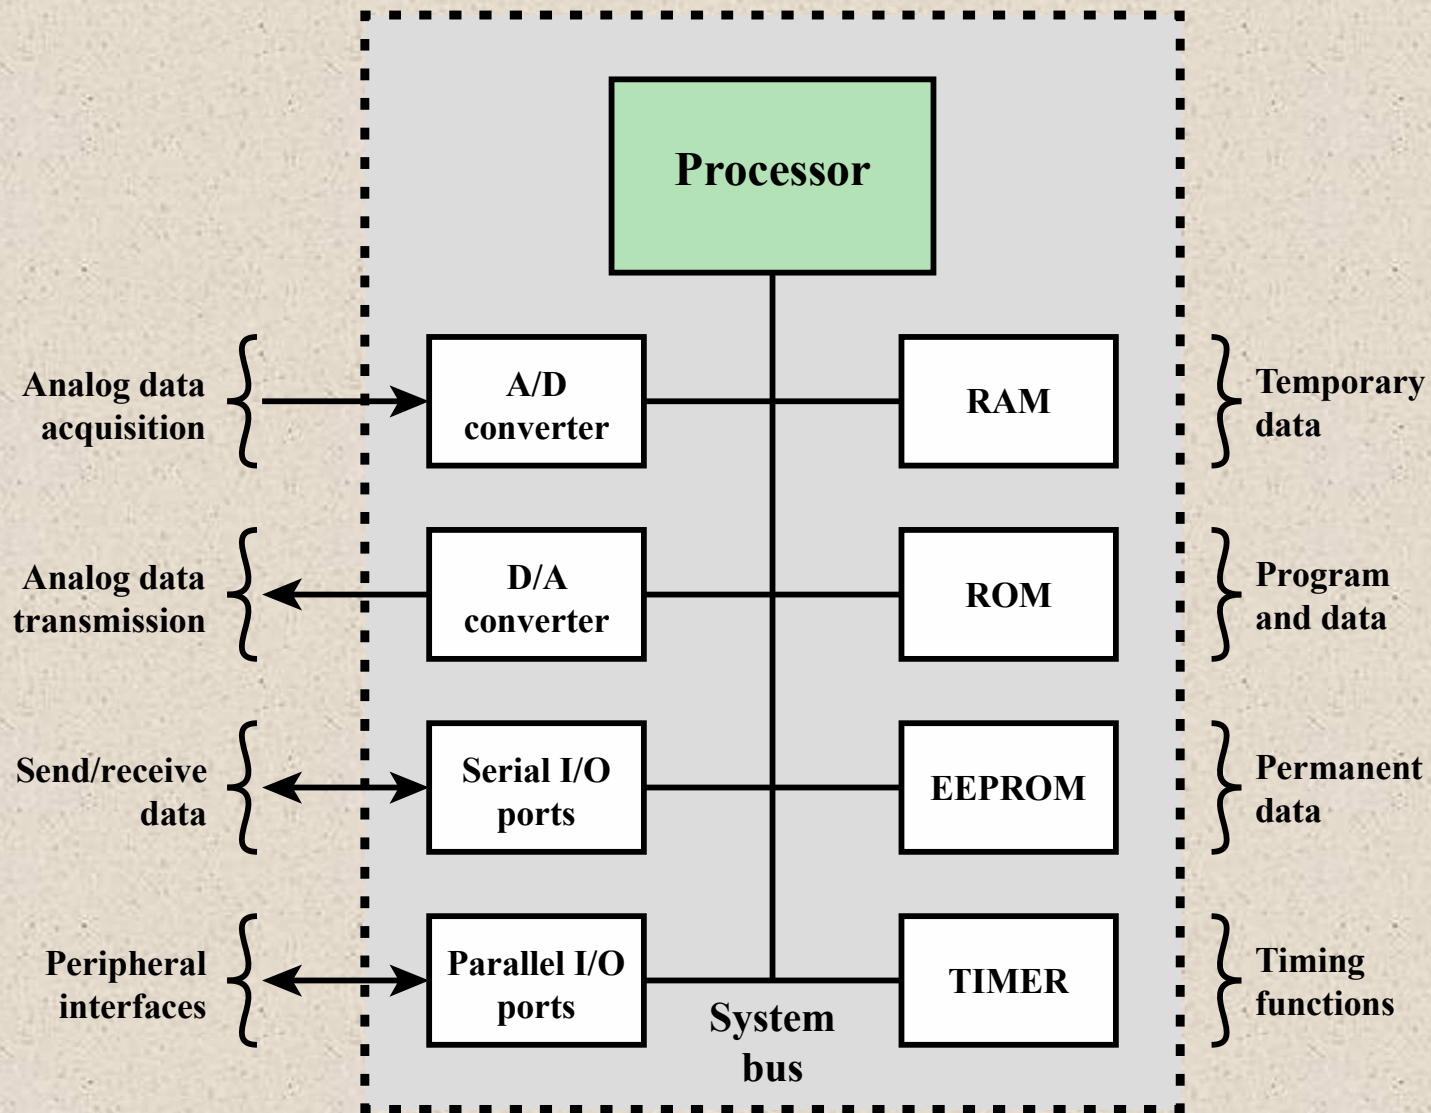 Processor
Analog data
acquisition
A/D
converter
RAM
Temporary
data
Analog data
transmission
D/A
converter
ROM
Program
and data
Send/receive
data
Serial I/O
ports
EEPROM
Permanent
data
Peripheral
interfaces
Parallel I/O
ports
TIMER
Timing
functions
System
bus